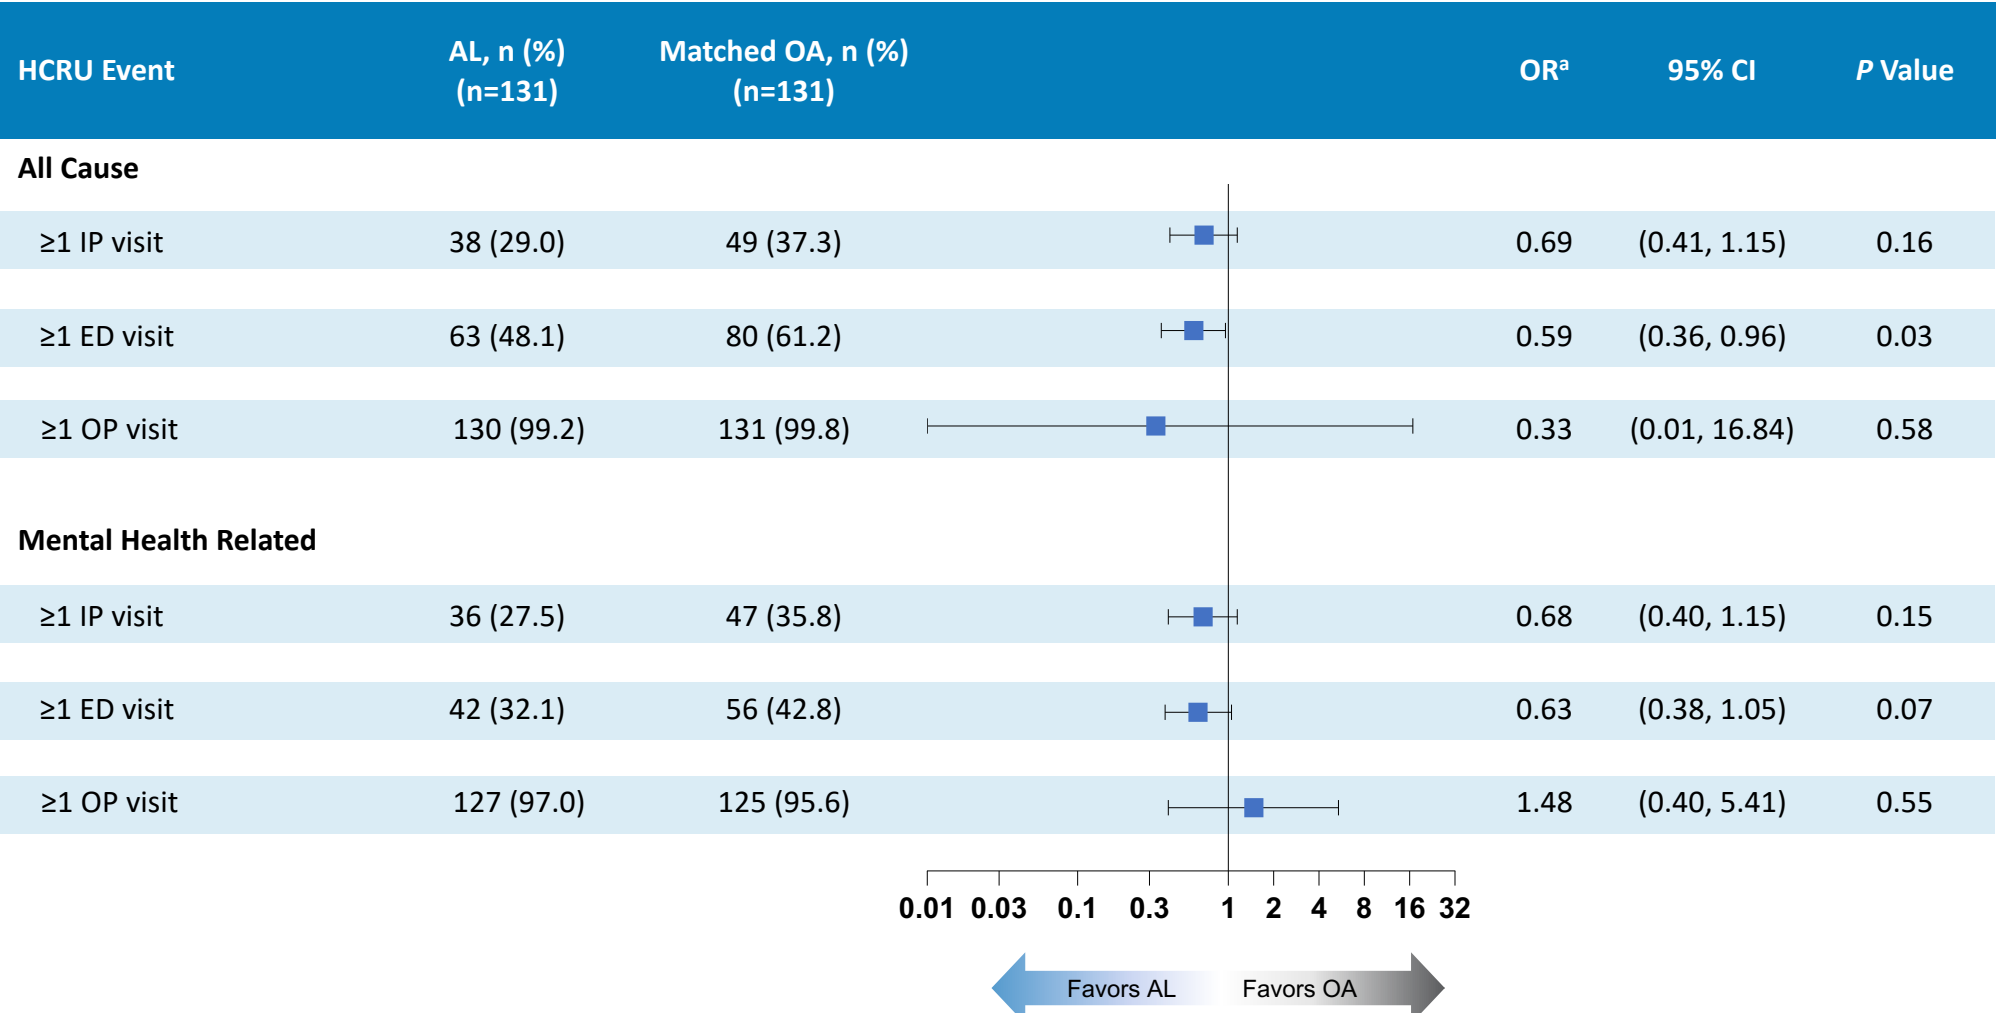 HCRU Event AL, n (%) (n=131) Matched OA, n (%) (n=131) ORᵃ 95% CI P Value
All Cause
≥1 IP visit 38 (29.0) 49 (37.3) 0.69 (0.41, 1.15) 0.16
≥1 ED visit 63 (48.1) 80 (61.2) 0.59 (0.36, 0.96) 0.03
≥1 OP visit 130 (99.2) 131 (99.8) 0.33 (0.01, 16.84) 0.58
Mental Health Related
≥1 IP visit 36 (27.5) 47 (35.8) 0.68 (0.40, 1.15) 0.15
≥1 ED visit 42 (32.1) 56 (42.8) 0.63 (0.38, 1.05) 0.07
≥1 OP visit 127 (97.0) 125 (95.6) 1.48 (0.40, 5.41) 0.55
0.01 0.03 0.1 0.3 1 2 4 8 16 32
Favors AL Favors OA